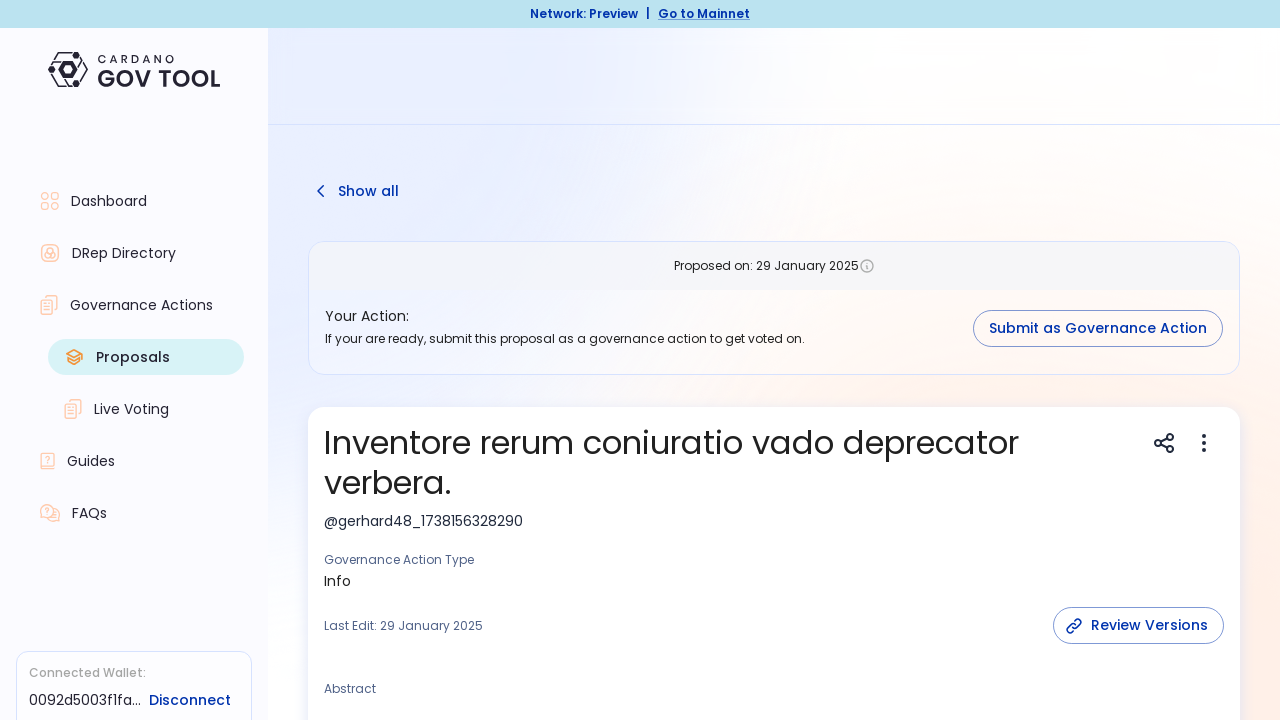 Network: Preview | Go to Mainnet
CARDANO
GOV TOOL
Dashboard
DRep Directory
Governance Actions
Proposals
Live Voting
Guides
FAQs
Connected Wallet:
0092d5003f1fa... Disconnect
Show all
Proposed on: 29 January 2025
Your Action:
If your are ready, submit this proposal as a governance action to get voted on.
Submit as Governance Action
Inventore rerum coniuratio vado deprecator
verbera.
@gerhard48_1738156328290
Governance Action Type
Info
Last Edit: 29 January 2025
Review Versions
Abstract